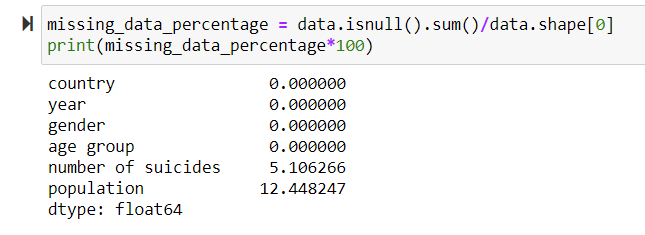 missing_data_percentage = data.isnull().sum()/data.shape[0]
print(missing_data_percentage*100)
country 0.000000
year 0.000000
gender 0.000000
age group 0.000000
number of suicides 5.106266
population 12.448247
dtype: float64